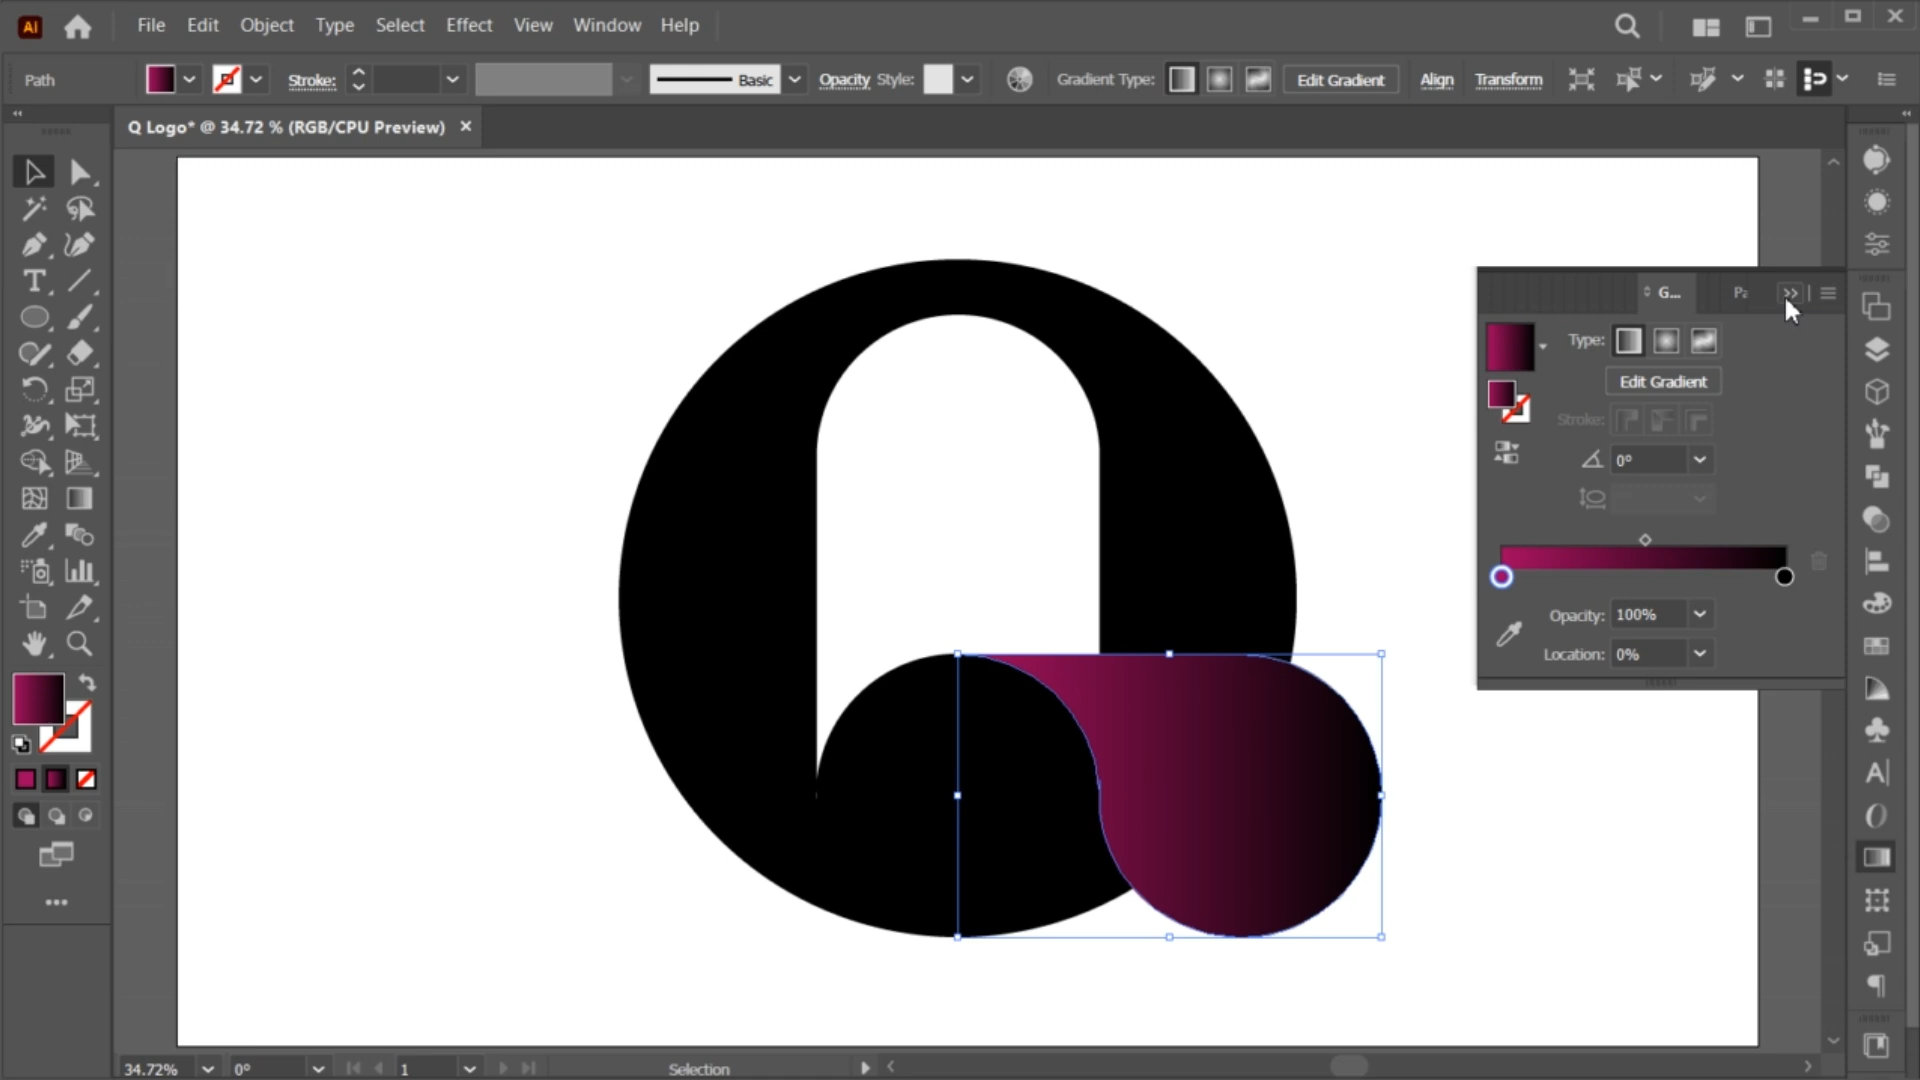 Ai File Edit Object Type Select Effect View Window Help
Path Stroke: Basic Opacity Style: Gradient Type: Edit Gradient Align Transform
Q Logo* @ 34.72 % (RGB/CPU Preview)
G... Pa
Type:
Edit Gradient
Stroke:
0°
Opacity: 100%
Location: 0%
34.72% 0° 1 Selection